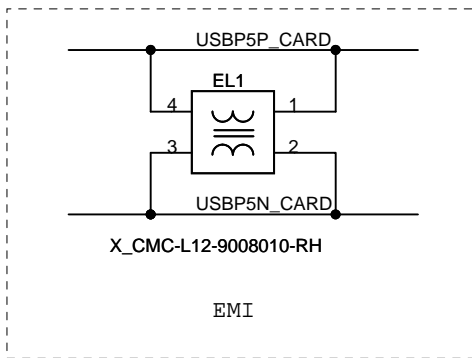 USBP5P_CARD
EL1
4 1
3 2
USBP5N_CARD
X_CMC-L12-9008010-RH
EMI